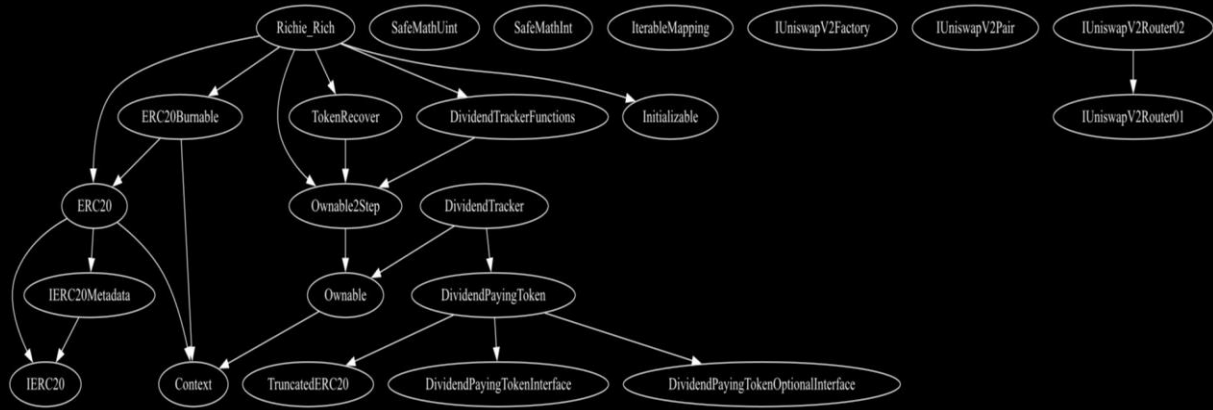 Richie_Rich
SafeMathUint
SafeMathInt
IterableMapping
IUniswapV2Factory
IUniswapV2Pair
IUniswapV2Router02
ERC20Burnable
TokenRecover
DividendTrackerFunctions
Initializable
IUniswapV2Router01
ERC20
Ownable2Step
DividendTracker
IERC20Metadata
Ownable
DividendPayingToken
IERC20
Context
TruncatedERC20
DividendPayingTokenInterface
DividendPayingTokenOptionalInterface